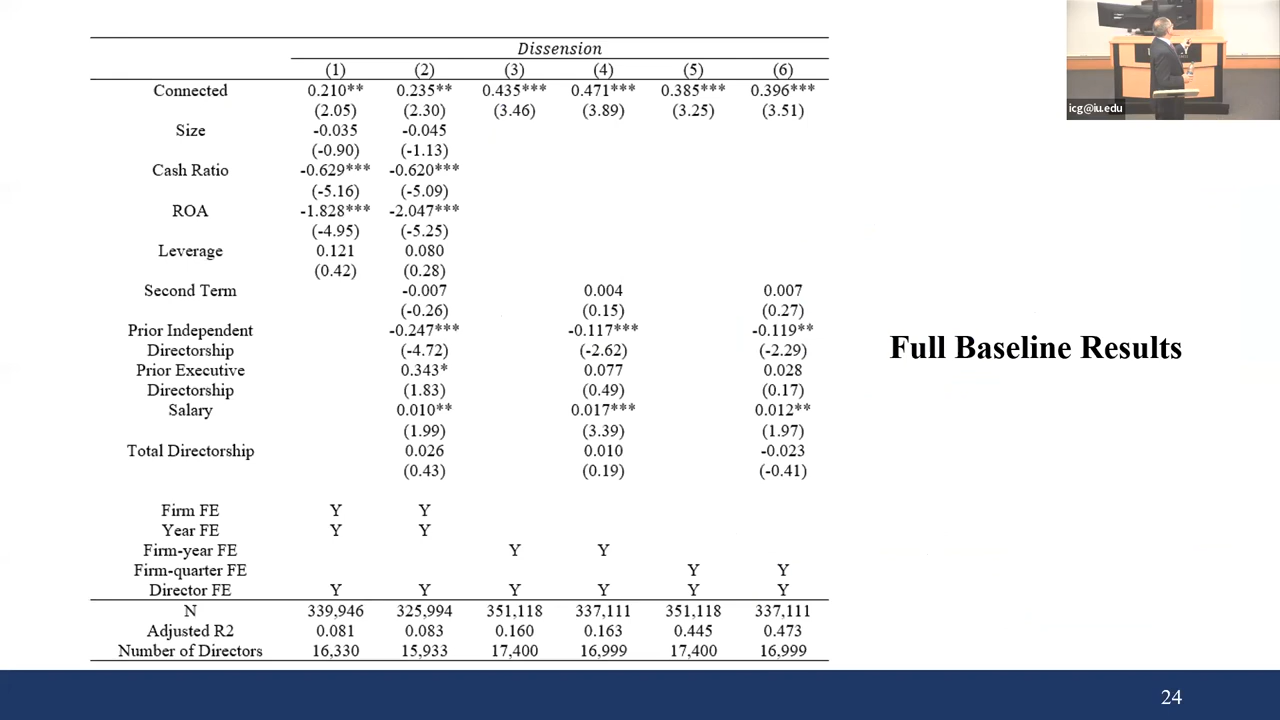 Dissension
(1) (2) (3) (4) (5) (6)
Connected 0.210** 0.235** 0.435*** 0.471*** 0.385*** 0.396***
(2.05) (2.30) (3.46) (3.89) (3.25) (3.51)
Size -0.035 -0.045
(-0.90) (-1.13)
Cash Ratio -0.629*** -0.620***
(-5.16) (-5.09)
ROA -1.828*** -2.047***
(-4.95) (-5.25)
Leverage 0.121 0.080
(0.42) (0.28)
Second Term -0.007 0.004 0.007
(-0.26) (0.15) (0.27)
Prior Independent -0.247*** -0.117*** -0.119**
Directorship (-4.72) (-2.62) (-2.29)
Prior Executive 0.343* 0.077 0.028
Directorship (1.83) (0.49) (0.17)
Salary 0.010** 0.017*** 0.012**
(1.99) (3.39) (1.97)
Total Directorship 0.026 0.010 -0.023
(0.43) (0.19) (-0.41)
Firm FE Y Y
Year FE Y Y
Firm-year FE Y Y
Firm-quarter FE Y Y
Director FE Y Y Y Y Y Y
N 339,946 325,994 351,118 337,111 351,118 337,111
Adjusted R2 0.081 0.083 0.160 0.163 0.445 0.473
Number of Directors 16,330 15,933 17,400 16,999 17,400 16,999
Full Baseline Results
icg@iu.edu
24